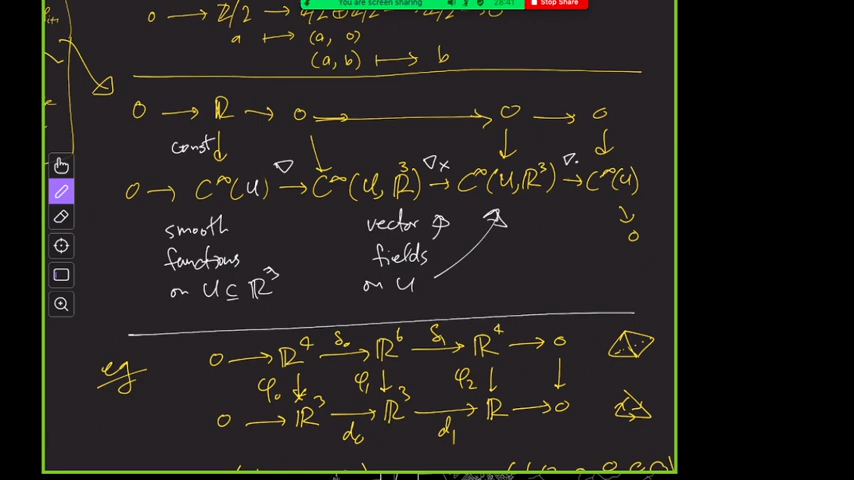 You are screen sharing 28:41 Stop Share
0 → Z/2 → Z/2 ⊕ Z/2 → Z/2 → 0
a ↦ (a, 0)
(a, b) ↦ b
0 → ℝ → 0 → 0 → 0
const
∇ ∇× ∇·
0 → C^∞(U) → C^∞(U, ℝ³) → C^∞(U, ℝ³) → C^∞(U)
↓
0
smooth vector
functions fields
on U ⊆ ℝ³ on U
eg
δ₀ δ₁
0 → ℝ⁴ → ℝ⁶ → ℝ⁴ → 0
φ₀ φ₁ φ₂
0 → ℝ³ → ℝ³ → ℝ → 0
d₀ d₁